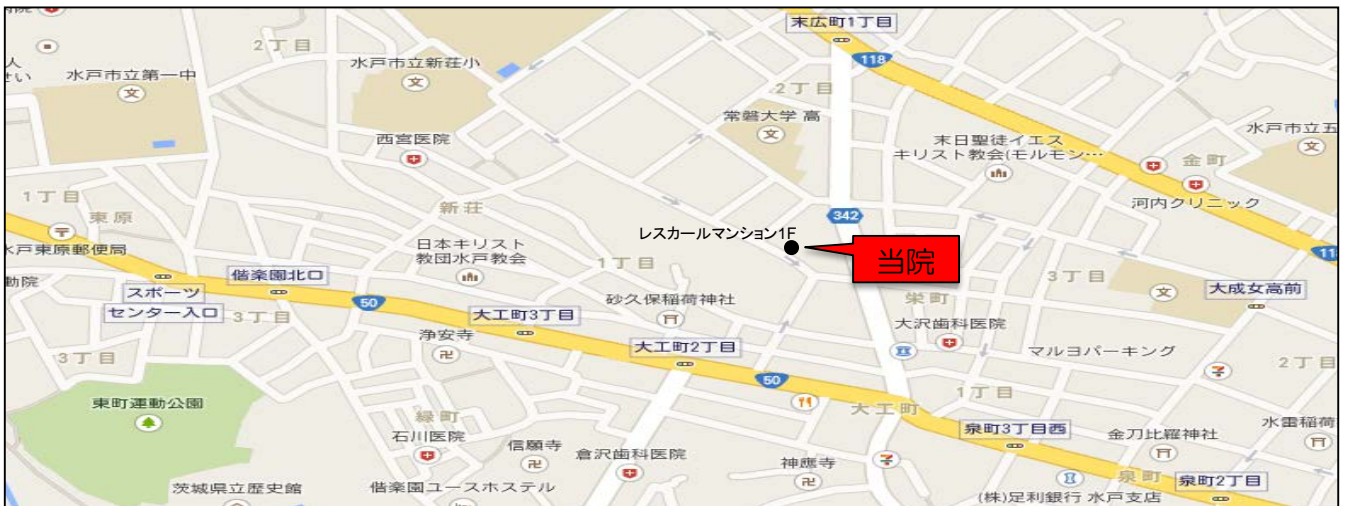 末広町1丁目
2丁目
水戸市立新荘小
118
人
水戸市立第一中
2丁目
常磐大学 高
水戸市立五
西宮医院
末日聖徒イエス
キリスト教会(モルモン…
金町
1丁目
東原
新荘
河内クリニック
342
レスカールマンション1F
水戸東原郵便局
日本キリスト
教団水戸教会
1丁目
当院
118
偕楽園北口
3丁目
スポーツ
センター入口
3丁目
50
砂久保稲荷神社
栄町
大成女高前
大工町3丁目
大沢歯科医院
浄安寺
大工町2丁目
マルヨパーキング
3丁目
2丁目
50
東町運動公園
1丁目
大工町
緑町
石川医院
信願寺
倉沢歯科医院
泉町3丁目西
金刀比羅神社
水雷稲荷
神應寺
茨城県立歴史館
偕楽園ユースホステル
泉町
泉町2丁目
(株)足利銀行 水戸支店